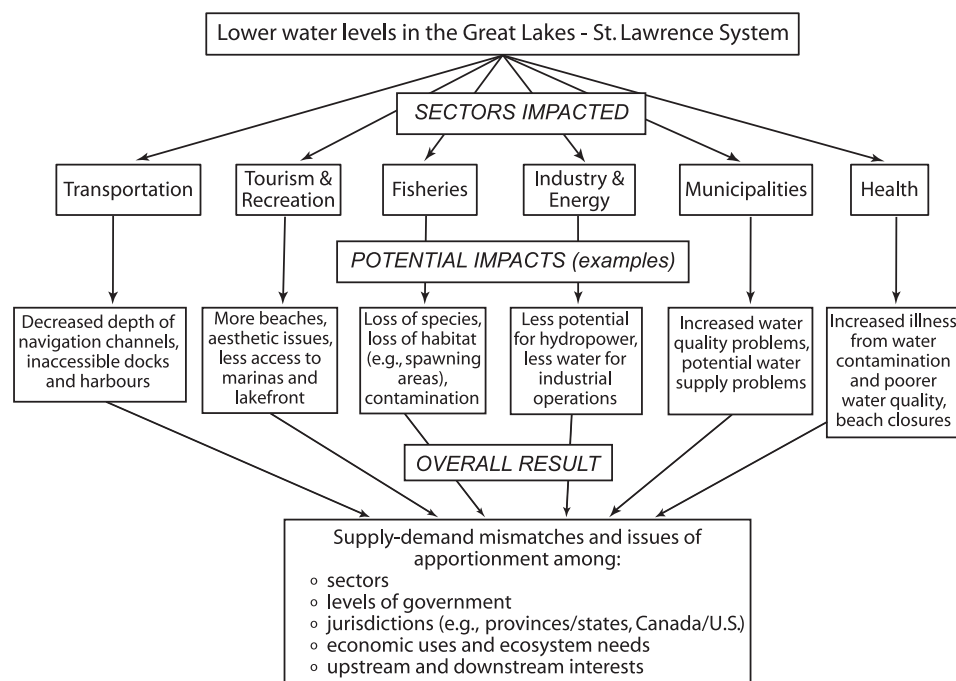 Lower water levels in the Great Lakes - St. Lawrence System
SECTORS IMPACTED
Transportation
Tourism &
Recreation
Fisheries
Industry &
Energy
Municipalities
Health
POTENTIAL IMPACTS (examples)
Decreased depth of
navigation channels,
inaccessible docks
and harbours
More beaches,
aesthetic issues,
less access to
marinas and
lakefront
Loss of species,
loss of habitat
(e.g., spawning
areas),
contamination
Less potential
for hydropower,
less water for
industrial
operations
Increased water
quality problems,
potential water
supply problems
Increased illness
from water
contamination
and poorer
water quality,
beach closures
OVERALL RESULT
Supply-demand mismatches and issues of
apportionment among:
o sectors
o levels of government
o jurisdictions (e.g., provinces/states, Canada/U.S.)
o economic uses and ecosystem needs
o upstream and downstream interests